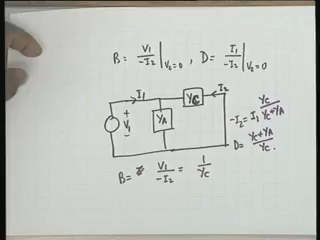 B = V1/-I2 |V2=0 , D = I1/-I2 |V2=0
I1
I2
+
V1
-
YA
YC
-I2 = I1 YC/(YC+YA)
D = (YC+YA)/YC .
B = V1/-I2 = 1/YC